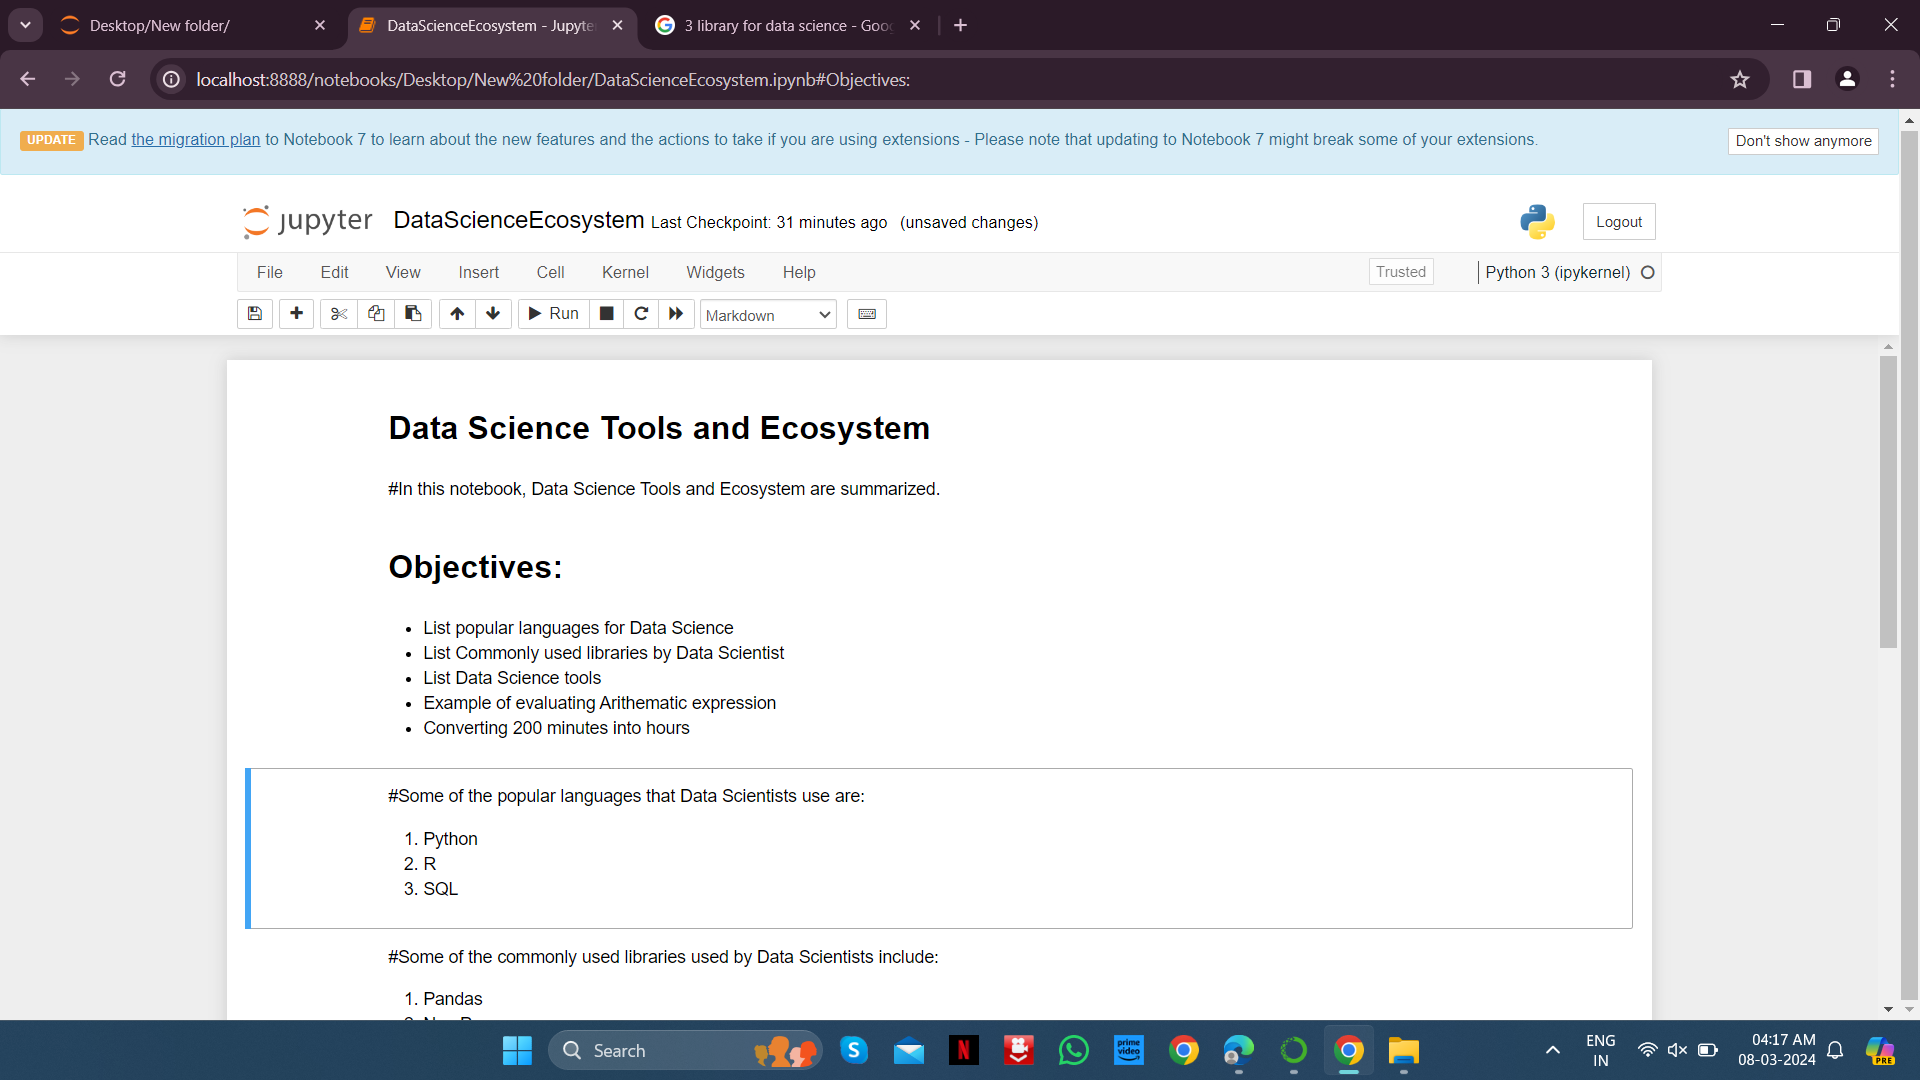 Desktop/New folder/
DataScienceEcosystem - Jupyte
3 library for data science - Goo
localhost:8888/notebooks/Desktop/New%20folder/DataScienceEcosystem.ipynb#Objectives:
UPDATE Read the migration plan to Notebook 7 to learn about the new features and the actions to take if you are using extensions - Please note that updating to Notebook 7 might break some of your extensions.
Don't show anymore
jupyter DataScienceEcosystem Last Checkpoint: 31 minutes ago (unsaved changes)
Logout
File Edit View Insert Cell Kernel Widgets Help
Trusted
Python 3 (ipykernel)
Run
Markdown
Data Science Tools and Ecosystem
#In this notebook, Data Science Tools and Ecosystem are summarized.
Objectives:
• List popular languages for Data Science
• List Commonly used libraries by Data Scientist
• List Data Science tools
• Example of evaluating Arithematic expression
• Converting 200 minutes into hours
#Some of the popular languages that Data Scientists use are:
1. Python
2. R
3. SQL
#Some of the commonly used libraries used by Data Scientists include:
1. Pandas
Search
S
N
prime video
ENG
IN
04:17 AM
08-03-2024
PRE